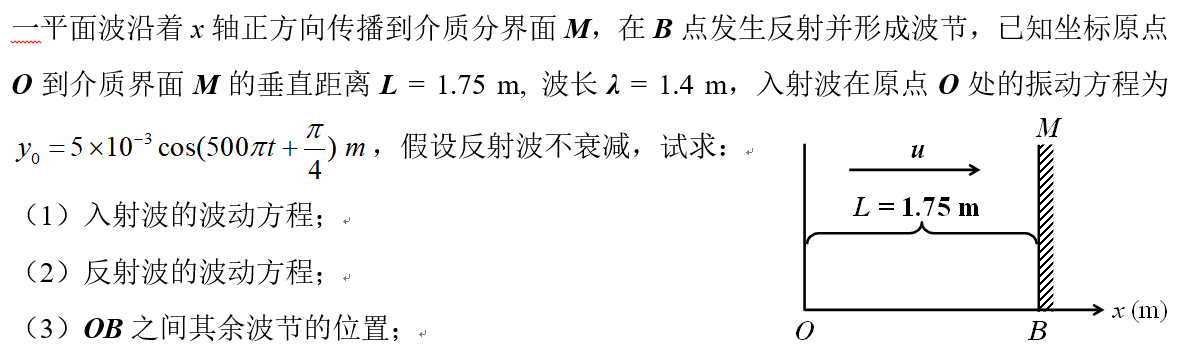 一平面波沿着 x 轴正方向传播到介质分界面 M，在 B 点发生反射并形成波节，已知坐标原点
O 到介质界面 M 的垂直距离 L = 1.75 m, 波长 λ = 1.4 m，入射波在原点 O 处的振动方程为
y₀ = 5×10⁻³ cos(500πt + π/4) m，假设反射波不衰减，试求：
（1）入射波的波动方程；
（2）反射波的波动方程；
（3）OB 之间其余波节的位置；
M
u
L = 1.75 m
O
B
x (m)